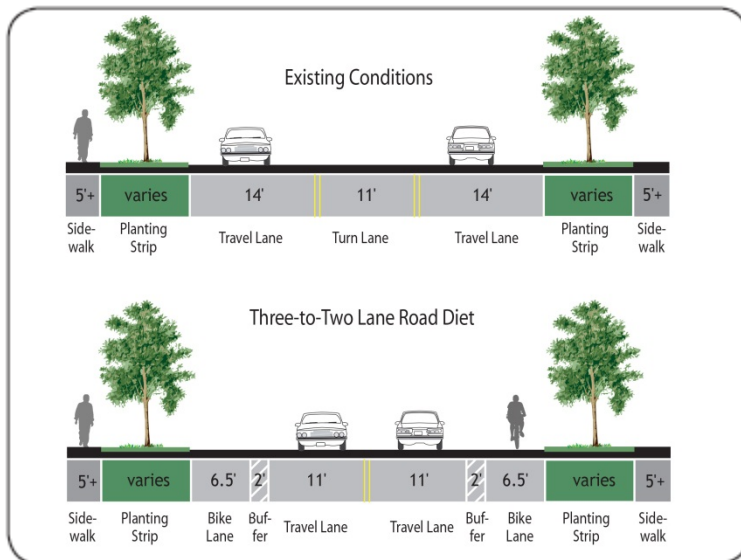 Existing Conditions
5'+ varies 14' 11' 14' varies 5'+
Side-
walk
Planting
Strip
Travel Lane
Turn Lane
Travel Lane
Planting
Strip
Side-
walk
Three-to-Two Lane Road Diet
5'+ varies 6.5' 2' 11' 11' 2' 6.5' varies 5'+
Side-
walk
Planting
Strip
Bike
Lane
Buf-
fer
Travel Lane
Travel Lane
Buf-
fer
Bike
Lane
Planting
Strip
Side-
walk